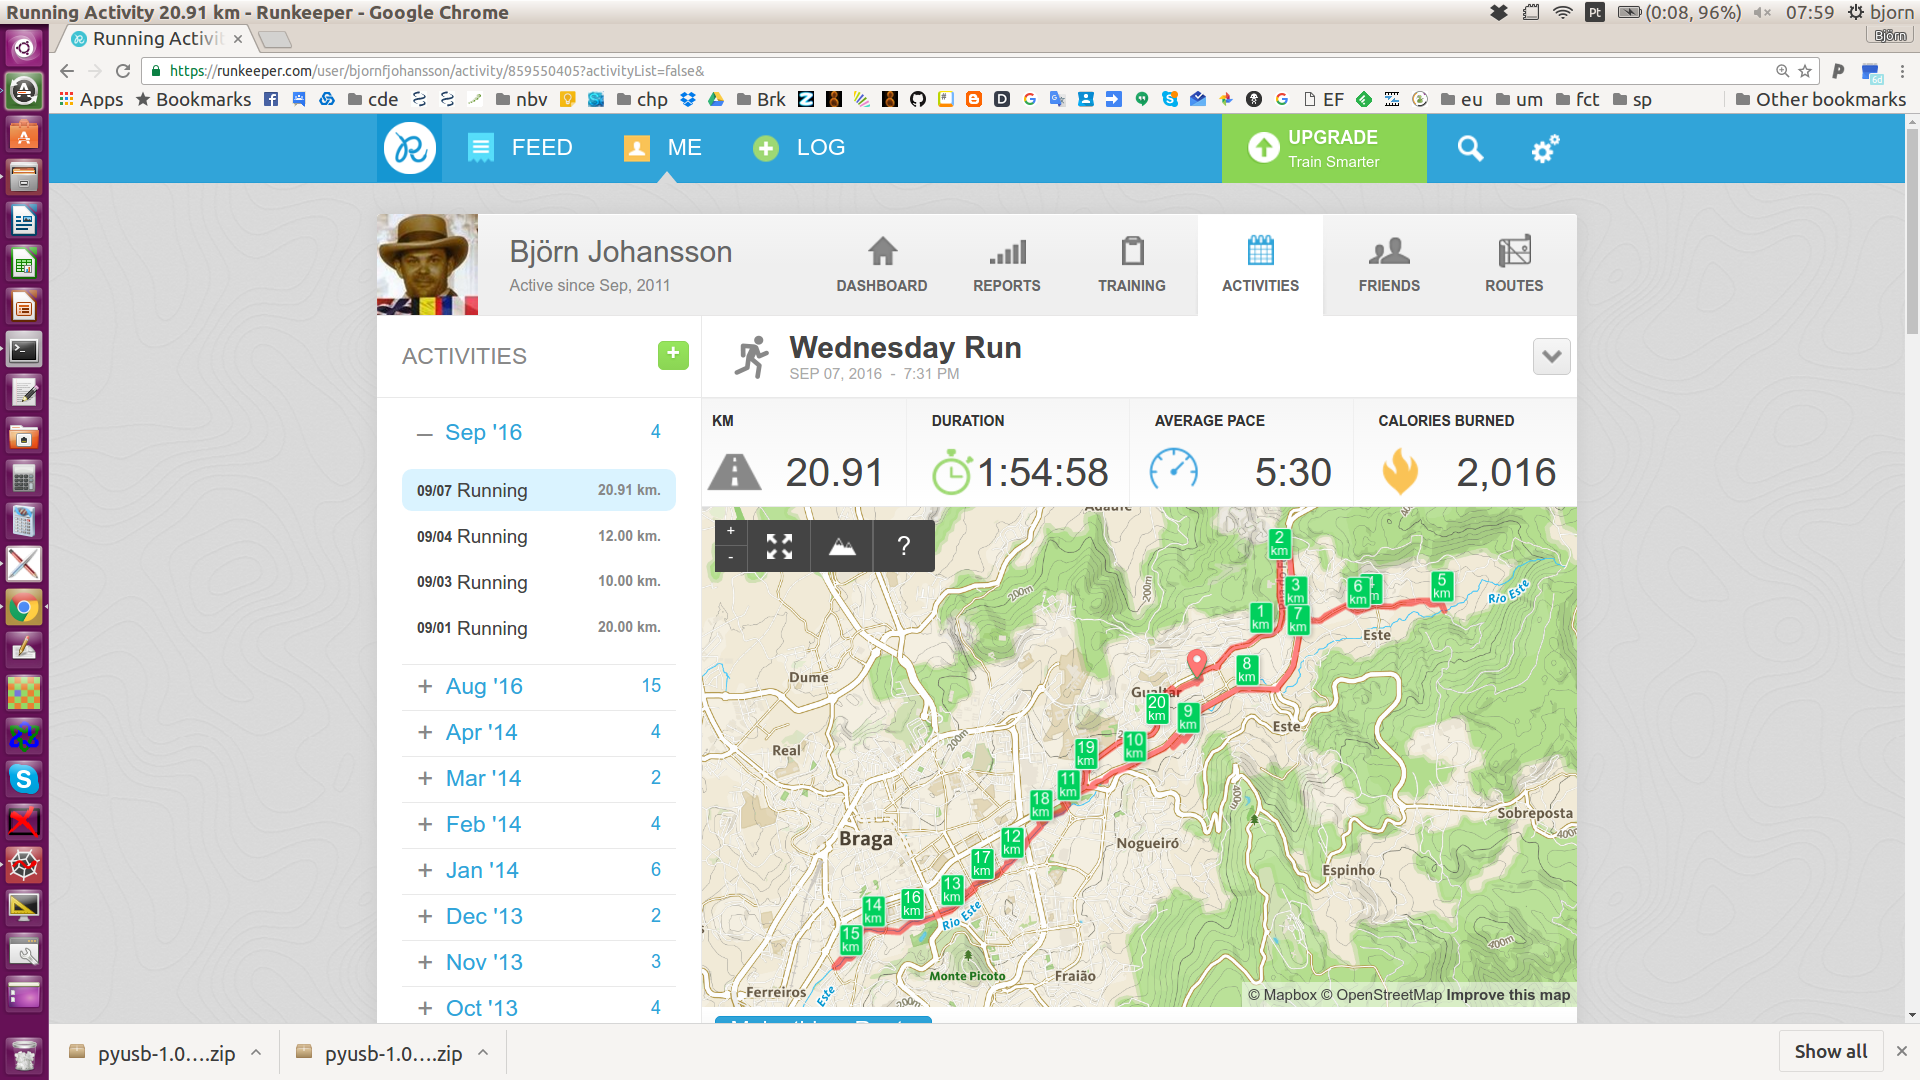 Running Activity 20.91 km - Runkeeper - Google Chrome
Pt (0:08, 96%) 07:59 bjorn
Running Activi
Björn
https://runkeeper.com/user/bjornfjohansson/activity/859550405?activityList=false&
Apps Bookmarks cde nbv chp Brk EF eu um fct sp Other bookmarks
FEED ME LOG
UPGRADE
Train Smarter
Björn Johansson
Active since Sep, 2011
DASHBOARD REPORTS TRAINING ACTIVITIES FRIENDS ROUTES
ACTIVITIES +
Wednesday Run
SEP 07, 2016 - 7:31 PM
KM DURATION AVERAGE PACE CALORIES BURNED
20.91 1:54:58 5:30 2,016
— Sep '16 4
09/07 Running 20.91 km.
09/04 Running 12.00 km.
09/03 Running 10.00 km.
09/01 Running 20.00 km.
+ Aug '16 15
+ Apr '14 4
+ Mar '14 2
+ Feb '14 4
+ Jan '14 6
+ Dec '13 2
+ Nov '13 3
+ Oct '13 4
+
-
?
Adaúfe
2 km
3 km
1 km
7 km
6 km
5 km
Rio Este
Este
200m
200m
Dume
8 km
Gualtar
20 km
9 km
Este
10 km
19 km
Real
200m
11 km
18 km
400m
Sobreposta
400m
Braga
12 km
Nogueiró
17 km
Espinho
13 km
16 km
14 km
Rio Este
15 km
400m
Monte Picoto
Fraião
Ferreiros
Este
200m
© Mapbox © OpenStreetMap Improve this map
pyusb-1.0....zip
pyusb-1.0....zip
Show all